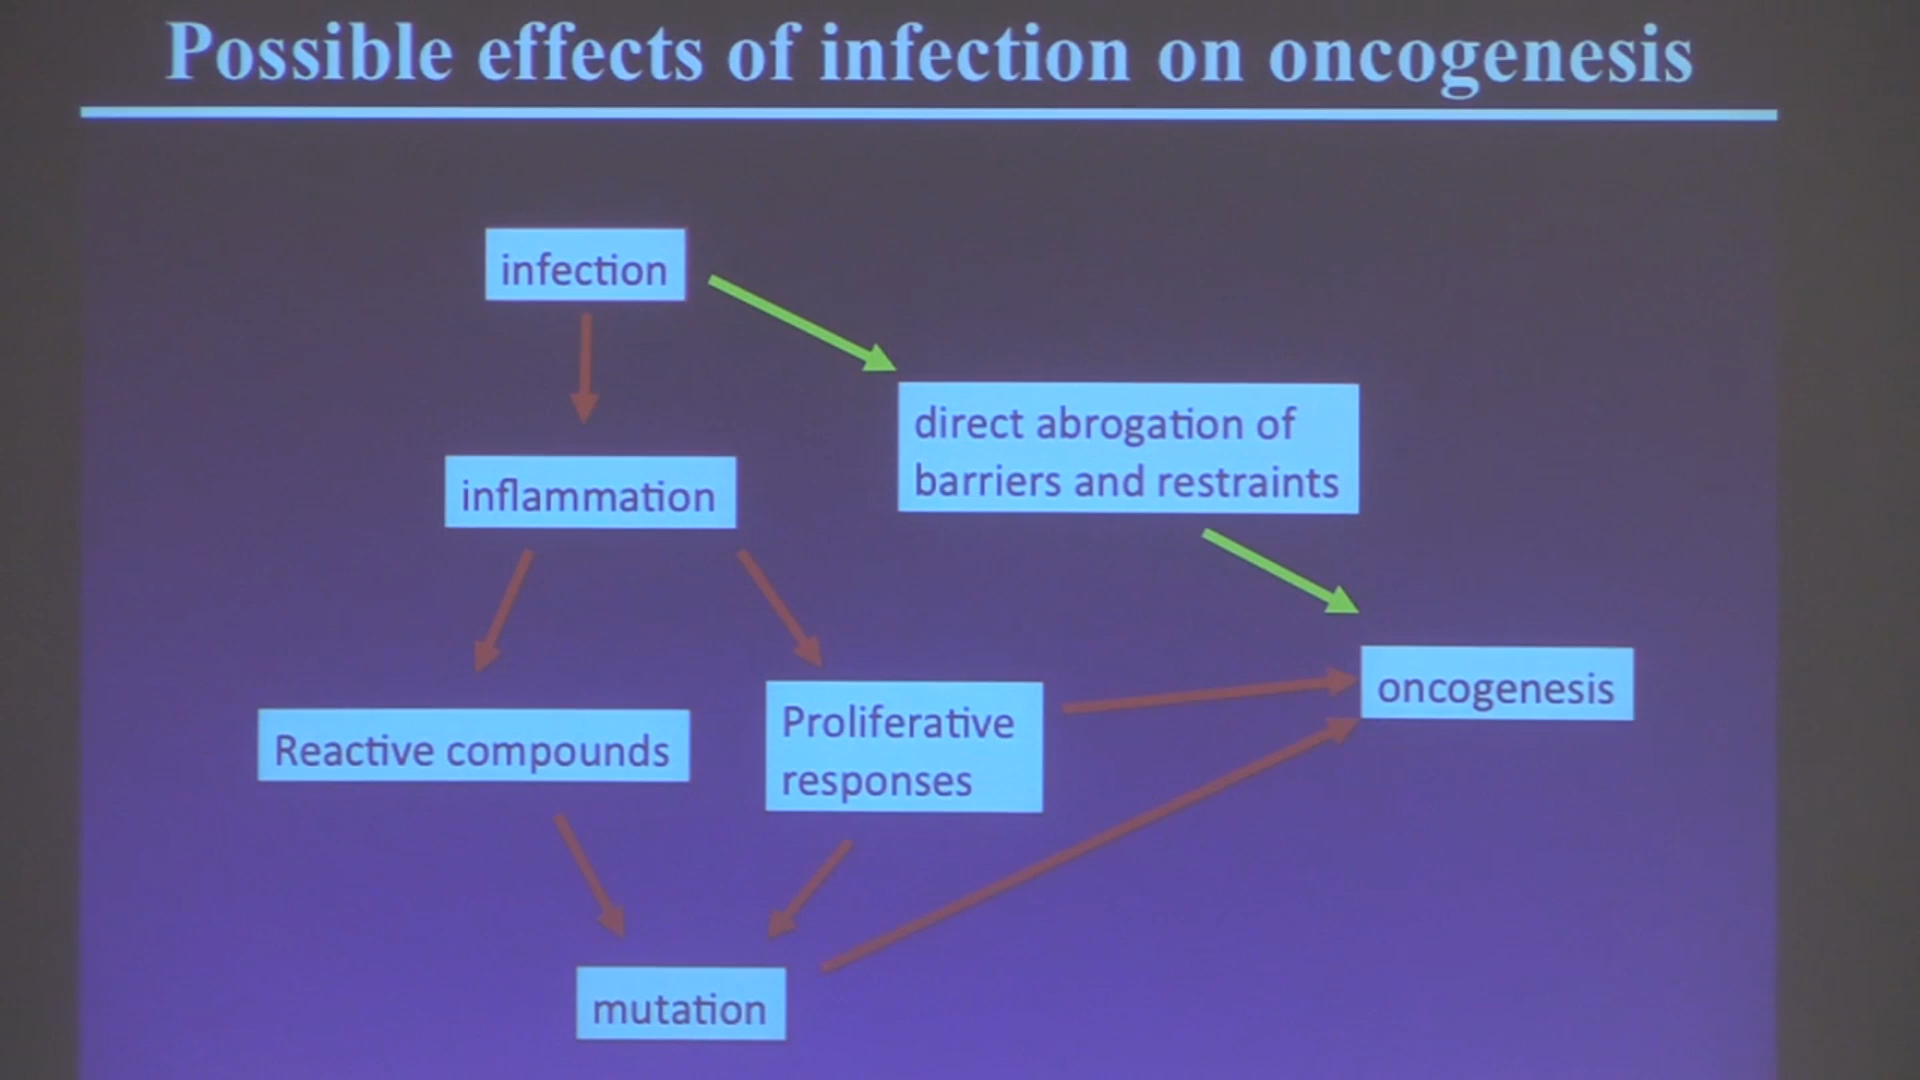 Possible effects of infection on oncogenesis
infection
direct abrogation of
barriers and restraints
inflammation
oncogenesis
Reactive compounds
Proliferative
responses
mutation